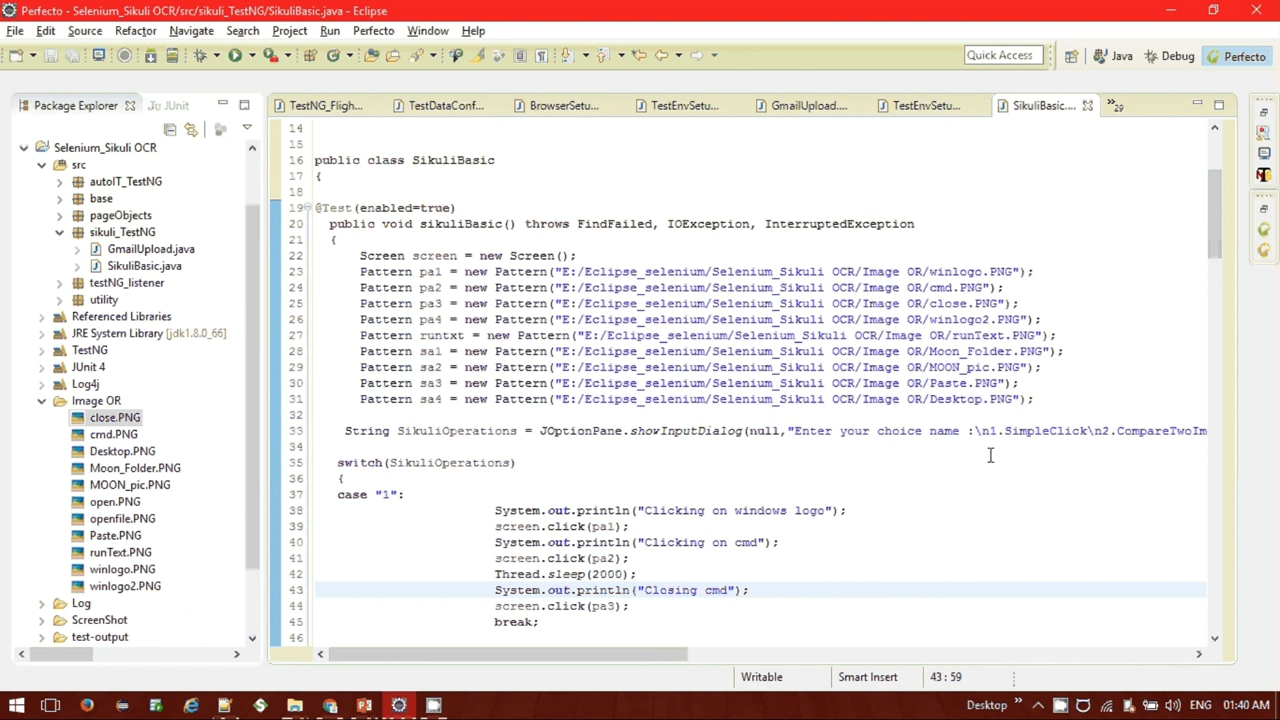 Perfecto - Selenium_Sikuli OCR/src/sikuli_TestNG/SikuliBasic.java - Eclipse
File Edit Source Refactor Navigate Search Project Run Perfecto Window Help
Quick Access Java Debug Perfecto
Package Explorer JUnit
TestNG_Fligh... TestDataConf... BrowserSetu... TestEnvSetu... GmailUpload.... TestEnvSetu... SikuliBasic.... »29
Selenium_Sikuli OCR
src
autoIT_TestNG
base
pageObjects
sikuli_TestNG
GmailUpload.java
SikuliBasic.java
testNG_listener
utility
Referenced Libraries
JRE System Library [jdk1.8.0_66]
TestNG
JUnit 4
Log4j
Image OR
close.PNG
cmd.PNG
Desktop.PNG
Moon_Folder.PNG
MOON_pic.PNG
open.PNG
openfile.PNG
Paste.PNG
runText.PNG
winlogo.PNG
winlogo2.PNG
Log
ScreenShot
test-output
14
15
16 public class SikuliBasic
17 {
18
19 @Test(enabled=true)
20 public void sikuliBasic() throws FindFailed, IOException, InterruptedException
21 {
22 Screen screen = new Screen();
23 Pattern pa1 = new Pattern("E:/Eclipse_selenium/Selenium_Sikuli OCR/Image OR/winlogo.PNG");
24 Pattern pa2 = new Pattern("E:/Eclipse_selenium/Selenium_Sikuli OCR/Image OR/cmd.PNG");
25 Pattern pa3 = new Pattern("E:/Eclipse_selenium/Selenium_Sikuli OCR/Image OR/close.PNG");
26 Pattern pa4 = new Pattern("E:/Eclipse_selenium/Selenium_Sikuli OCR/Image OR/winlogo2.PNG");
27 Pattern runtxt = new Pattern("E:/Eclipse_selenium/Selenium_Sikuli OCR/Image OR/runText.PNG");
28 Pattern sa1 = new Pattern("E:/Eclipse_selenium/Selenium_Sikuli OCR/Image OR/Moon_Folder.PNG");
29 Pattern sa2 = new Pattern("E:/Eclipse_selenium/Selenium_Sikuli OCR/Image OR/MOON_pic.PNG");
30 Pattern sa3 = new Pattern("E:/Eclipse_selenium/Selenium_Sikuli OCR/Image OR/Paste.PNG");
31 Pattern sa4 = new Pattern("E:/Eclipse_selenium/Selenium_Sikuli OCR/Image OR/Desktop.PNG");
32
33 String SikuliOperations = JOptionPane.showInputDialog(null,"Enter your choice name :\n1.SimpleClick\n2.CompareTwoIm
34
35 switch(SikuliOperations)
36 {
37 case "1":
38 System.out.println("Clicking on windows logo");
39 screen.click(pa1);
40 System.out.println("Clicking on cmd");
41 screen.click(pa2);
42 Thread.sleep(2000);
43 System.out.println("Closing cmd");
44 screen.click(pa3);
45 break;
46
Writable Smart Insert 43 : 59
Desktop » ENG 01:40 AM